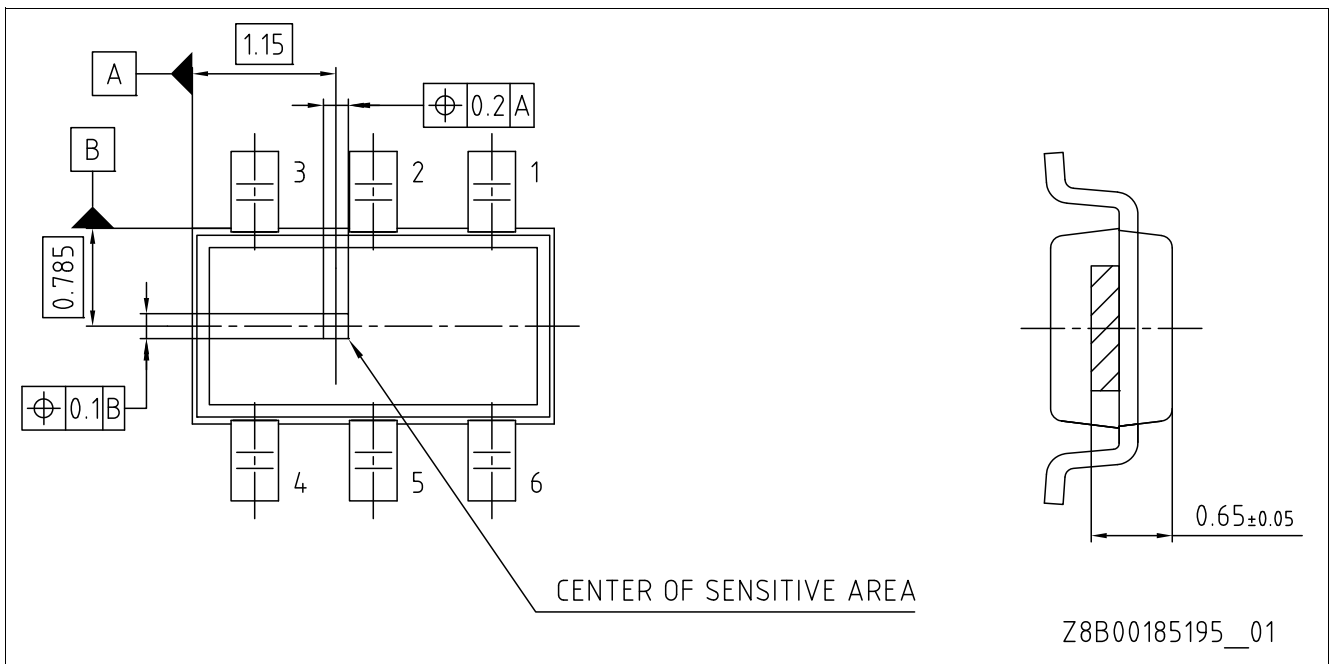 1.15
A
⌖ 0.2 A
B
3 2 1
0.785
⌖ 0.1 B
4 5 6
0.65±0.05
CENTER OF SENSITIVE AREA
Z8B00185195__01